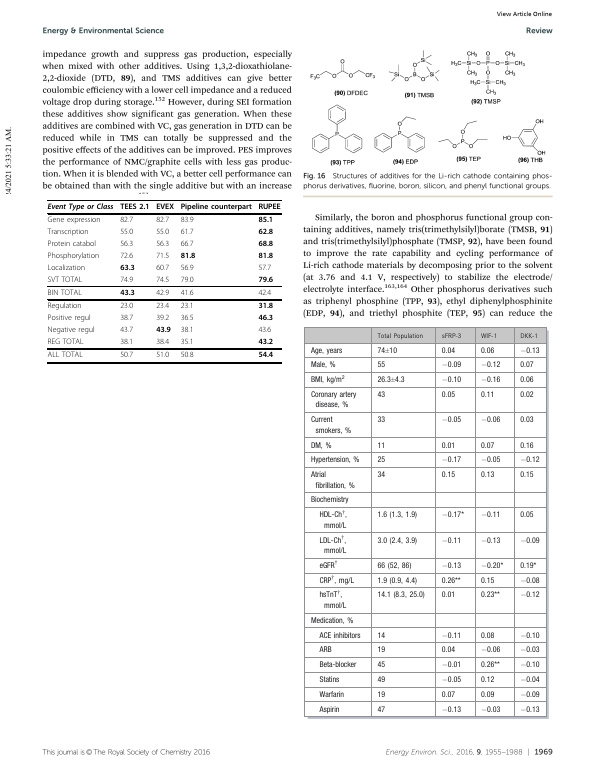 View Article Online
Energy & Environmental Science
Review
impedance growth and suppress gas production, especially
when mixed with other additives. Using 1,3,2-dioxathiolane-
2,2-dioxide (DTD, 89), and TMS additives can give better
coulombic efficiency with a lower cell impedance and a reduced
voltage drop during storage.152 However, during SEI formation
these additives show significant gas generation. When these
additives are combined with VC, gas generation in DTD can be
reduced while in TMS can totally be suppressed and the
positive effects of the additives can be improved. PES improves
the performance of NMC/graphite cells with less gas produc-
tion. When it is blended with VC, a better cell performance can
be obtained than with the single additive but with an increase
Event Type or Class TEES 2.1 EVEX Pipeline counterpart RUPEE
Gene expression 82.7 82.7 83.9 85.1
Transcription 55.0 55.0 61.7 62.8
Protein catabol 56.3 56.3 66.7 68.8
Phosphorylation 72.6 71.5 81.8 81.8
Localization 63.3 60.7 56.9 57.7
SVT TOTAL 74.9 74.5 79.0 79.6
BIN TOTAL 43.3 42.9 41.6 42.4
Regulation 23.0 23.4 23.1 31.8
Positive regul 38.7 39.2 36.5 46.3
Negative regul 43.7 43.9 38.1 43.6
REG TOTAL 38.1 38.4 35.1 43.2
ALL TOTAL 50.7 51.0 50.8 54.4
(90) OFDEC
(91) TMSB
(92) TMSP
(93) TPP
(94) EDP
(95) TEP
(96) THB
Fig. 16 Structures of additives for the Li-rich cathode containing phos-
phorus derivatives, fluorine, boron, silicon, and phenyl functional groups.
Similarly, the boron and phosphorus functional group con-
taining additives, namely tris(trimethylsilyl)borate (TMSB, 91)
and tris(trimethylsilyl)phosphate (TMSP, 92), have been found
to improve the rate capability and cycling performance of
Li-rich cathode materials by decomposing prior to the solvent
(at 3.76 and 4.1 V, respectively) to stabilize the electrode/
electrolyte interface.163,164 Other phosphorus derivatives such
as triphenyl phosphine (TPP, 93), ethyl diphenylphosphinite
(EDP, 94), and triethyl phosphite (TEP, 95) can reduce the
Total Population sFRP-3 WIF-1 DKK-1
Age, years 74±10 0.04 0.06 −0.13
Male, % 55 −0.09 −0.12 0.07
BMI, kg/m2 26.3±4.3 −0.10 −0.16 0.06
Coronary artery
disease, % 43 0.05 0.11 0.02
Current
smokers, % 33 −0.05 −0.06 0.03
DM, % 11 0.01 0.07 0.16
Hypertension, % 25 −0.17 −0.05 −0.12
Atrial
fibrillation, % 34 0.15 0.13 0.15
Biochemistry
HDL-Ch†,
mmol/L 1.6 (1.3, 1.9) −0.17* −0.11 0.05
LDL-Ch†,
mmol/L 3.0 (2.4, 3.9) −0.11 −0.13 −0.09
eGFR† 66 (52, 86) −0.13 −0.20* 0.19*
CRP†, mg/L 1.9 (0.9, 4.4) 0.26** 0.15 −0.08
hsTnT†,
mmol/L 14.1 (8.3, 25.0) 0.01 0.23** −0.12
Medication, %
ACE inhibitors 14 −0.11 0.08 −0.10
ARB 19 0.04 −0.06 −0.03
Beta-blocker 45 −0.01 0.26** −0.10
Statins 49 −0.05 0.12 −0.04
Warfarin 19 0.07 0.09 −0.09
Aspirin 47 −0.13 −0.03 −0.13
This journal is © The Royal Society of Chemistry 2016
Energy Environ. Sci., 2016, 9, 1955–1988 | 1969